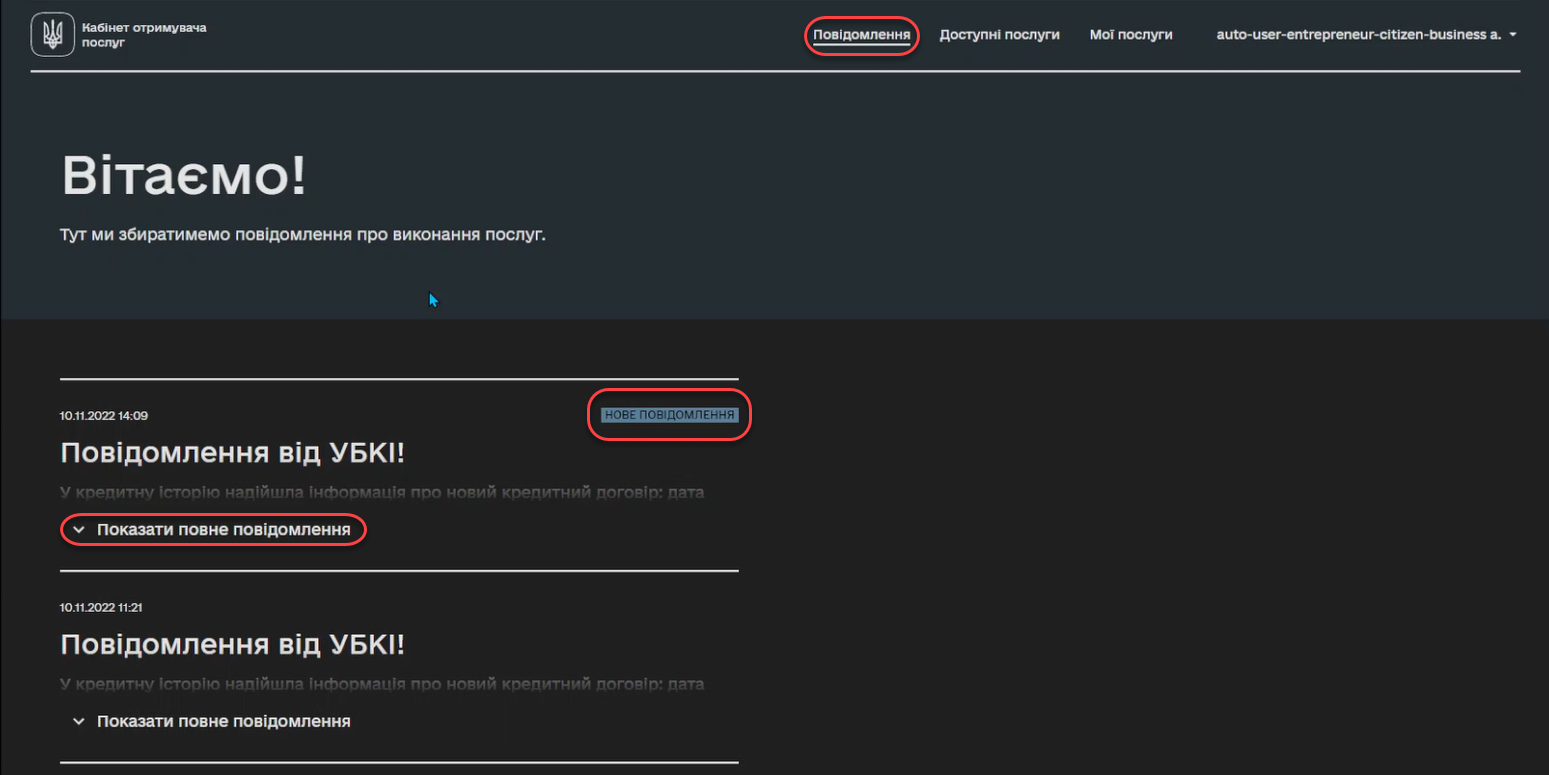 Кабінет отримувача
послуг
Повідомлення
Доступні послуги
Мої послуги
auto-user-entrepreneur-citizen-business a.
Вітаємо!
Тут ми збиратимемо повідомлення про виконання послуг.
10.11.2022 14:09
НОВЕ ПОВІДОМЛЕННЯ
Повідомлення від УБКІ!
У кредитну історію надійшла інформація про новий кредитний договір: дата
Показати повне повідомлення
10.11.2022 11:21
Повідомлення від УБКІ!
У кредитну історію надійшла інформація про новий кредитний договір: дата
Показати повне повідомлення